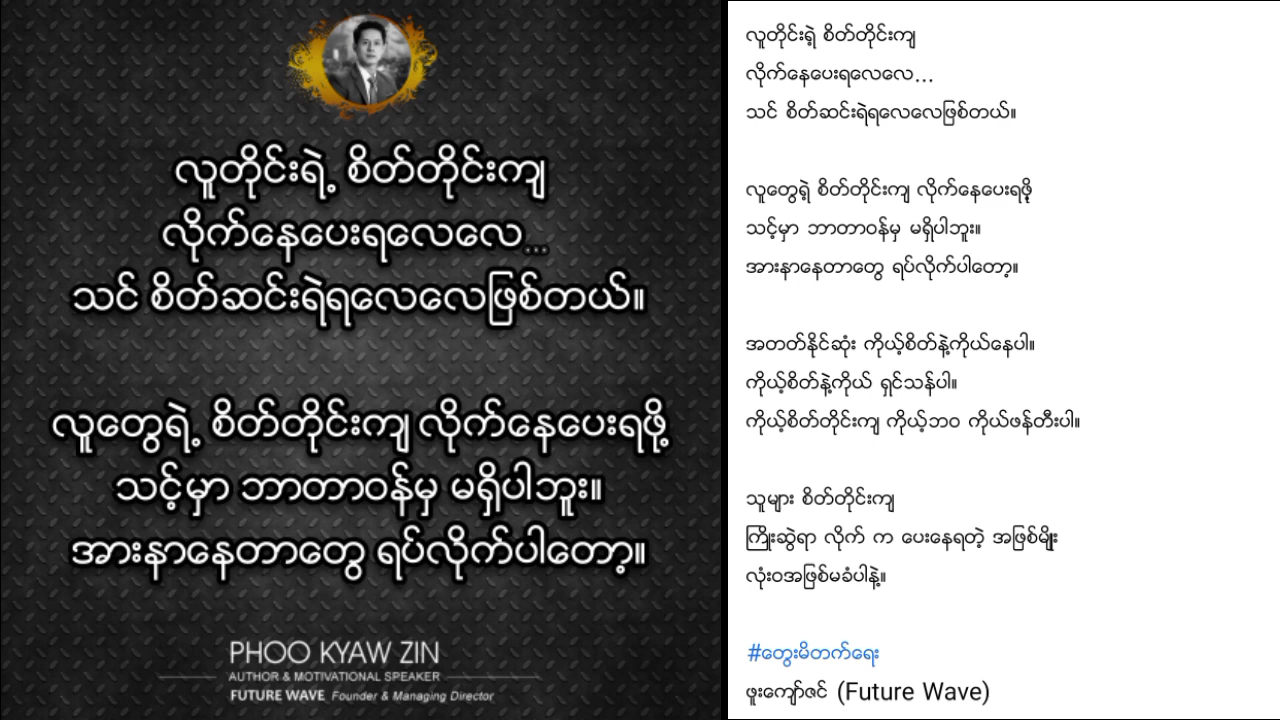 လူတိုင်းရဲ့ စိတ်တိုင်းကျ
လိုက်နေပေးရလေလေ...
သင် စိတ်ဆင်းရဲရလေလေဖြစ်တယ်။
လူတွေရဲ့ စိတ်တိုင်းကျ လိုက်နေပေးရဖို့
သင့်မှာ ဘာတာဝန်မှ မရှိပါဘူး။
အားနာနေတာတွေ ရပ်လိုက်ပါတော့။
PHOO KYAW ZIN
AUTHOR & MOTIVATIONAL SPEAKER
FUTURE WAVE Founder & Managing Director
လူတိုင်းရဲ့ စိတ်တိုင်းကျ
လိုက်နေပေးရလေလေ...
သင် စိတ်ဆင်းရဲရလေလေဖြစ်တယ်။
လူတွေရဲ့ စိတ်တိုင်းကျ လိုက်နေပေးရဖို့
သင့်မှာ ဘာတာဝန်မှ မရှိပါဘူး။
အားနာနေတာတွေ ရပ်လိုက်ပါတော့။
အတတ်နိုင်ဆုံး ကိုယ့်စိတ်နဲ့ကိုယ်နေပါ။
ကိုယ့်စိတ်နဲ့ကိုယ် ရှင်သန်ပါ။
ကိုယ့်စိတ်တိုင်းကျ ကိုယ့်ဘဝ ကိုယ်ဖန်တီးပါ။
သူများ စိတ်တိုင်းကျ
ကြိုးဆွဲရာ လိုက် က ပေးနေရတဲ့ အဖြစ်မျိုး
လုံးဝအဖြစ်မခံပါနဲ့။
#တွေးမိတက်ရေး
ဖူးကျော်ဇင် (Future Wave)